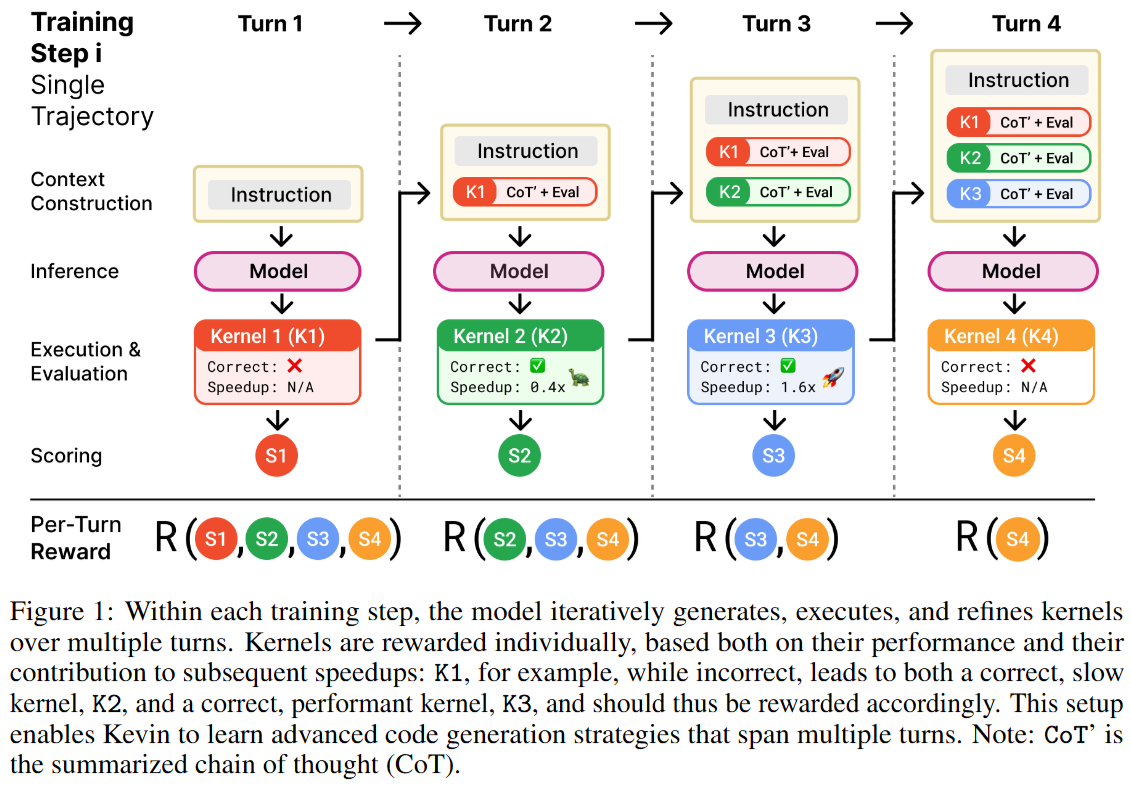 Training Step i
Single Trajectory
Turn 1 → Turn 2 → Turn 3 → Turn 4
Context Construction
Instruction
Instruction
K1 CoT' + Eval
Instruction
K1 CoT'+ Eval
K2 CoT' + Eval
Instruction
K1 CoT' + Eval
K2 CoT' + Eval
K3 CoT' + Eval
Inference
Model
Model
Model
Model
Execution & Evaluation
Kernel 1 (K1)
Correct: ❌
Speedup: N/A
Kernel 2 (K2)
Correct: ✅
Speedup: 0.4x 🐢
Kernel 3 (K3)
Correct: ✅
Speedup: 1.6x 🚀
Kernel 4 (K4)
Correct: ❌
Speedup: N/A
Scoring
S1
S2
S3
S4
Per-Turn Reward
R(S1, S2, S3, S4)
R(S2, S3, S4)
R(S3, S4)
R(S4)
Figure 1: Within each training step, the model iteratively generates, executes, and refines kernels
over multiple turns. Kernels are rewarded individually, based both on their performance and their
contribution to subsequent speedups: K1, for example, while incorrect, leads to both a correct, slow
kernel, K2, and a correct, performant kernel, K3, and should thus be rewarded accordingly. This setup
enables Kevin to learn advanced code generation strategies that span multiple turns. Note: CoT' is
the summarized chain of thought (CoT).